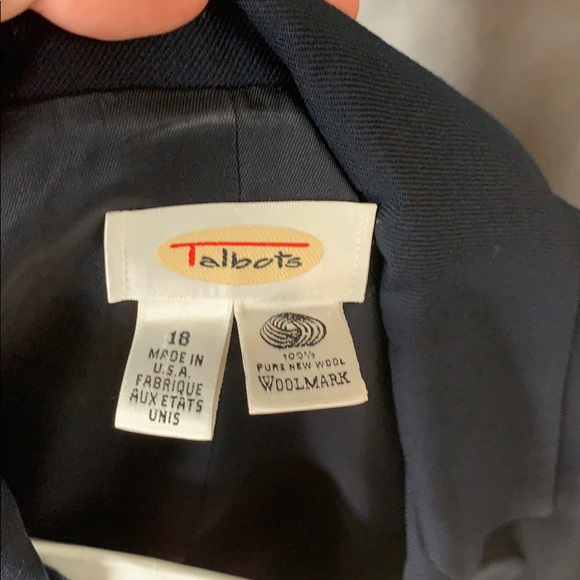 Talbots
18
MADE IN
U.S.A.
FABRIQUE
AUX ETATS
UNIS
100%
PURE NEW WOOL
WOOLMARK